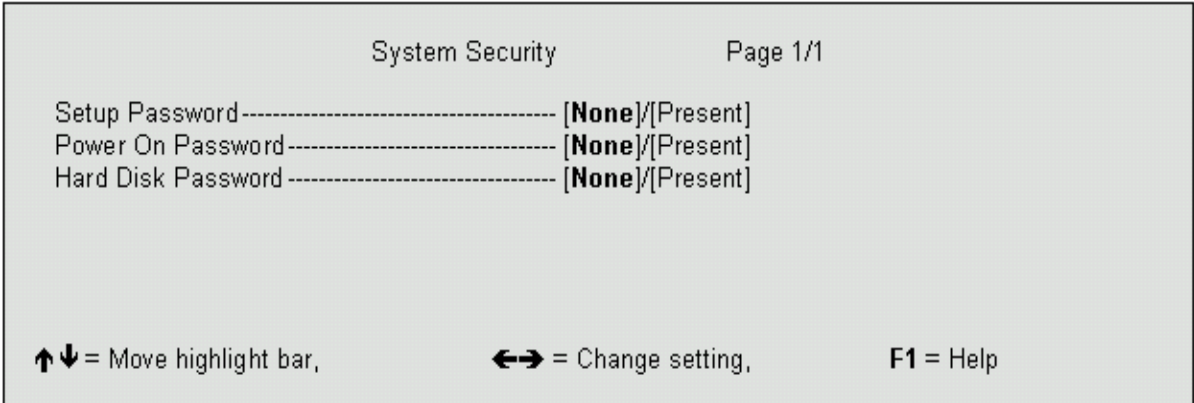 System Security Page 1/1
Setup Password----------------------------------------- [None]/[Present]
Power On Password----------------------------------- [None]/[Present]
Hard Disk Password----------------------------------- [None]/[Present]
↑↓ = Move highlight bar, ←→ = Change setting, F1 = Help